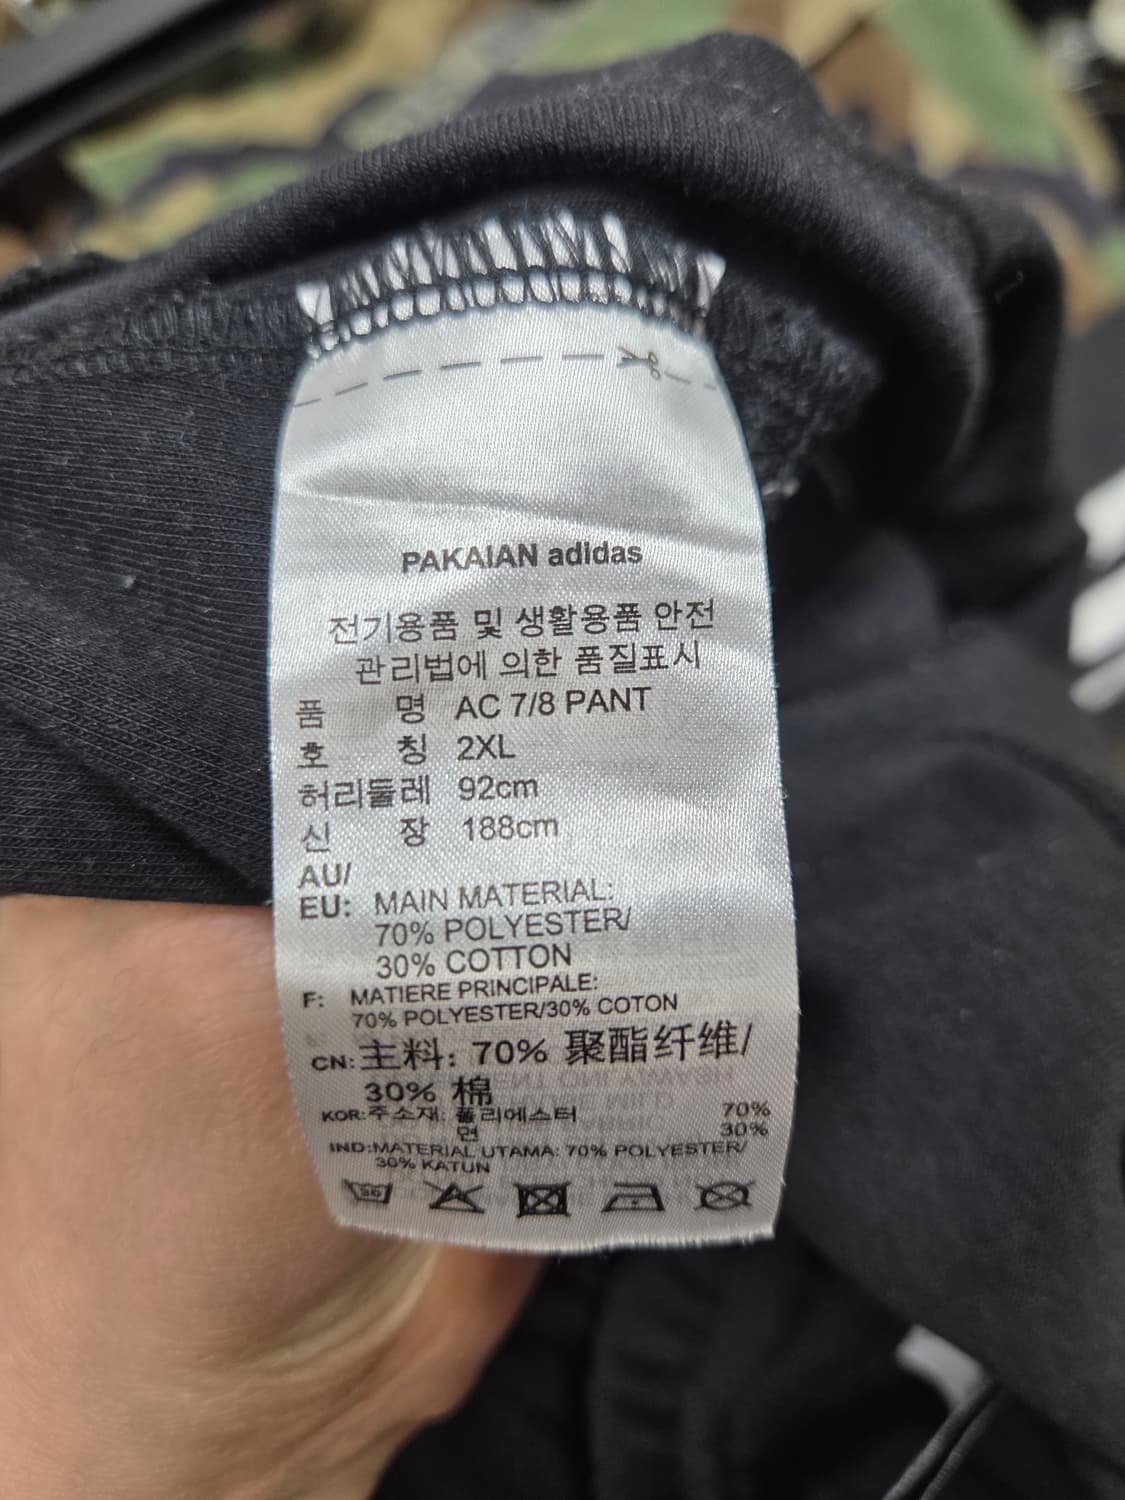 PAKAIAN adidas
전기용품 및 생활용품 안전
관리법에 의한 품질표시
품 명 AC 7/8 PANT
호 칭 2XL
허리둘레 92cm
신 장 188cm
AU/
EU: MAIN MATERIAL:
70% POLYESTER/
30% COTTON
F: MATIERE PRINCIPALE:
70% POLYESTER/30% COTON
CN: 主料: 70% 聚酯纤维/
30% 棉
KOR: 주소재: 폴리에스터 70%
면 30%
IND: MATERIAL UTAMA: 70% POLYESTER/
30% KATUN
30